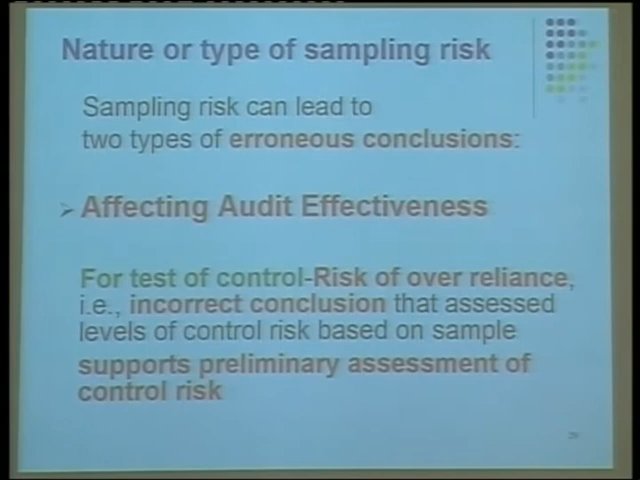 Nature or type of sampling risk
Sampling risk can lead to
two types of erroneous conclusions:
➢ Affecting Audit Effectiveness
For test of control-Risk of over reliance,
i.e., incorrect conclusion that assessed
levels of control risk based on sample
supports preliminary assessment of
control risk